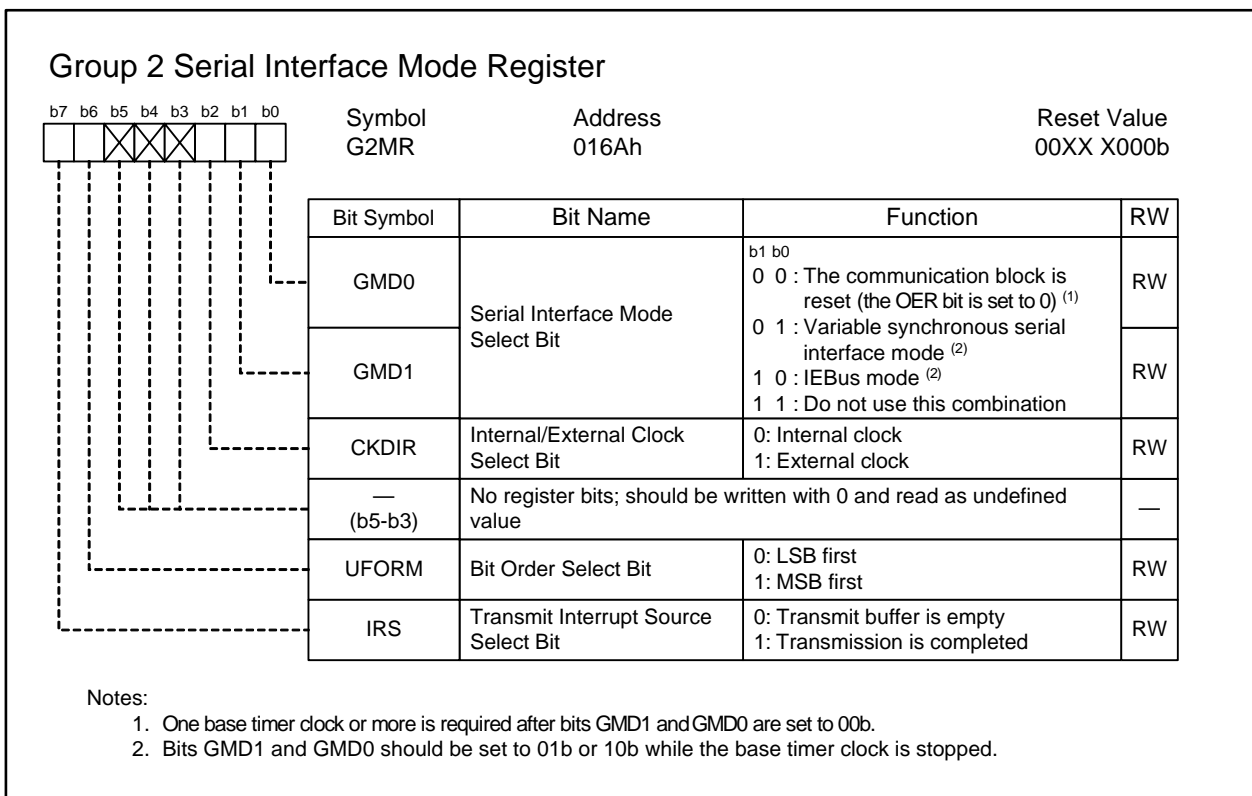 Group 2 Serial Interface Mode Register
b7 b6 b5 b4 b3 b2 b1 b0
Symbol Address Reset Value
G2MR 016Ah 00XX X000b
Bit Symbol Bit Name Function RW
GMD0
GMD1
Serial Interface Mode
Select Bit
b1 b0
0 0 : The communication block is
reset (the OER bit is set to 0) (1)
0 1 : Variable synchronous serial
interface mode (2)
1 0 : IEBus mode (2)
1 1 : Do not use this combination
RW
RW
CKDIR
Internal/External Clock
Select Bit
0: Internal clock
1: External clock
RW
—
(b5-b3)
No register bits; should be written with 0 and read as undefined
value
—
UFORM
Bit Order Select Bit
0: LSB first
1: MSB first
RW
IRS
Transmit Interrupt Source
Select Bit
0: Transmit buffer is empty
1: Transmission is completed
RW
Notes:
1. One base timer clock or more is required after bits GMD1 and GMD0 are set to 00b.
2. Bits GMD1 and GMD0 should be set to 01b or 10b while the base timer clock is stopped.